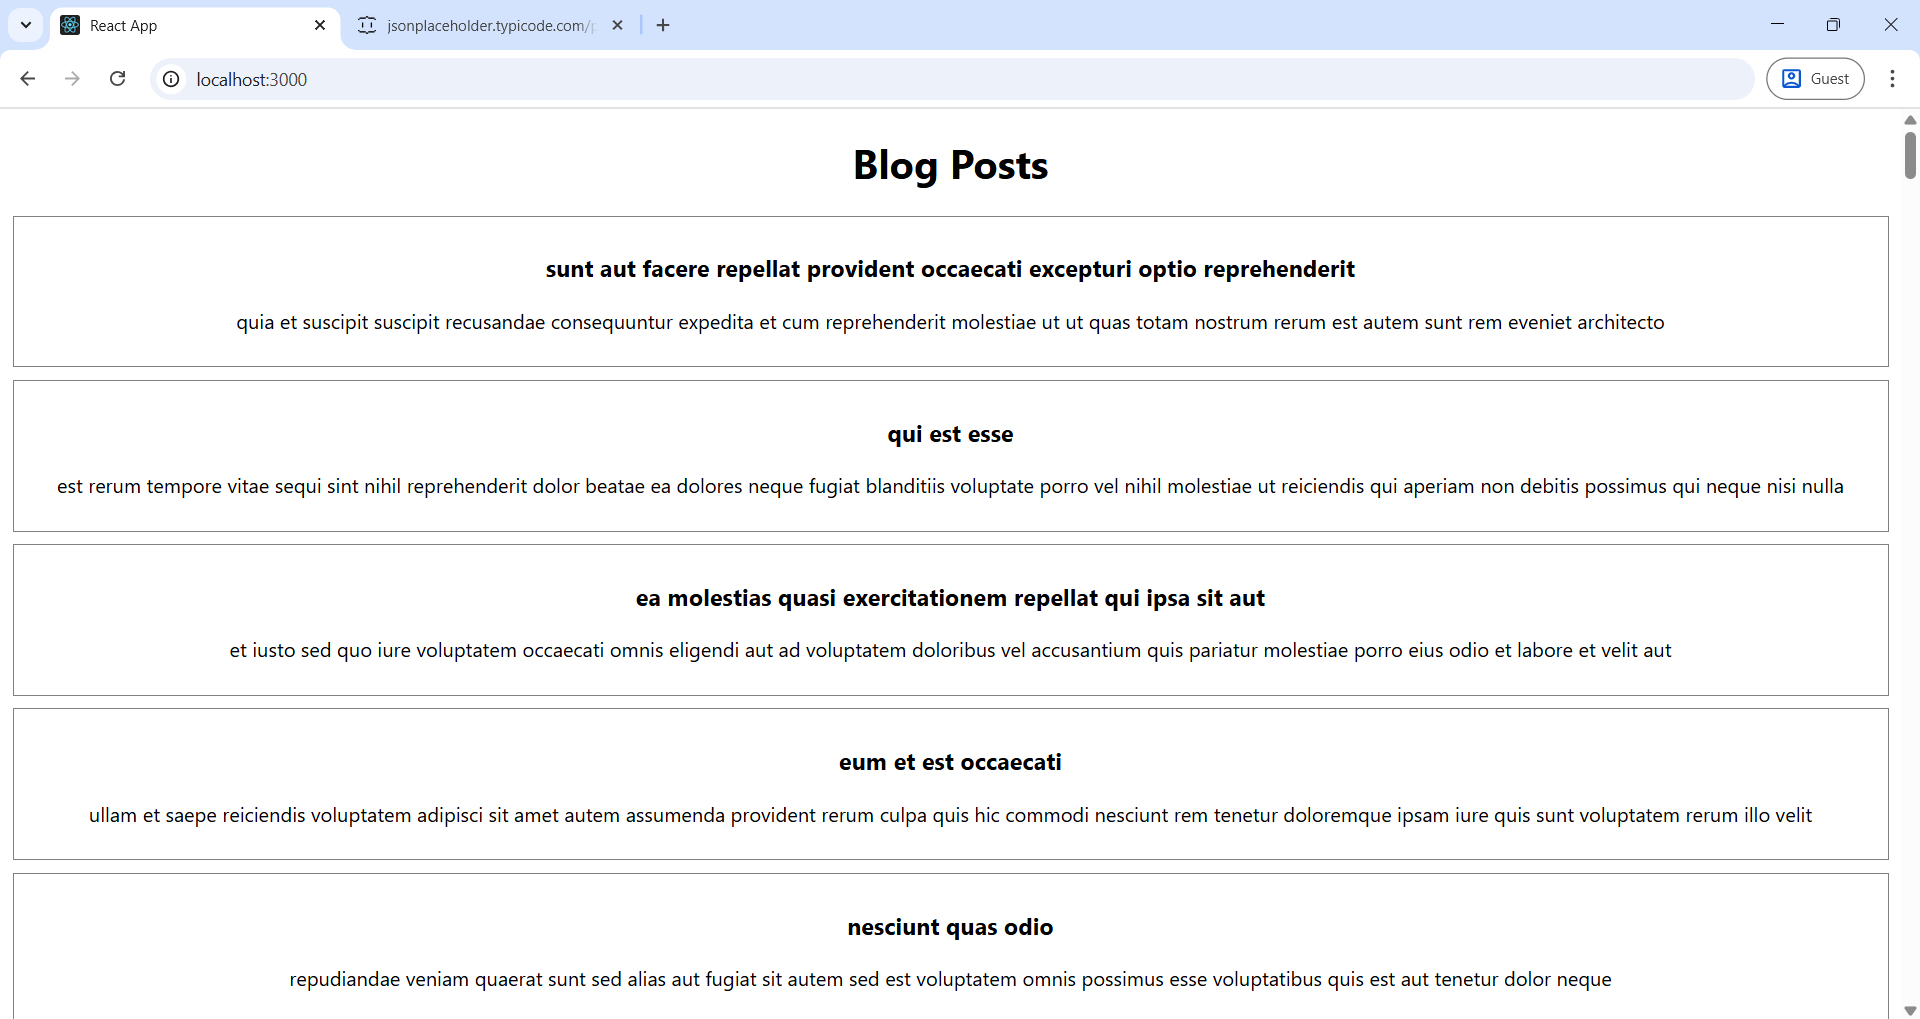 React App
jsonplaceholder.typicode.com/
localhost:3000
Guest
Blog Posts
sunt aut facere repellat provident occaecati excepturi optio reprehenderit
quia et suscipit suscipit recusandae consequuntur expedita et cum reprehenderit molestiae ut ut quas totam nostrum rerum est autem sunt rem eveniet architecto
qui est esse
est rerum tempore vitae sequi sint nihil reprehenderit dolor beatae ea dolores neque fugiat blanditiis voluptate porro vel nihil molestiae ut reiciendis qui aperiam non debitis possimus qui neque nisi nulla
ea molestias quasi exercitationem repellat qui ipsa sit aut
et iusto sed quo iure voluptatem occaecati omnis eligendi aut ad voluptatem doloribus vel accusantium quis pariatur molestiae porro eius odio et labore et velit aut
eum et est occaecati
ullam et saepe reiciendis voluptatem adipisci sit amet autem assumenda provident rerum culpa quis hic commodi nesciunt rem tenetur doloremque ipsam iure quis sunt voluptatem rerum illo velit
nesciunt quas odio
repudiandae veniam quaerat sunt sed alias aut fugiat sit autem sed est voluptatem omnis possimus esse voluptatibus quis est aut tenetur dolor neque